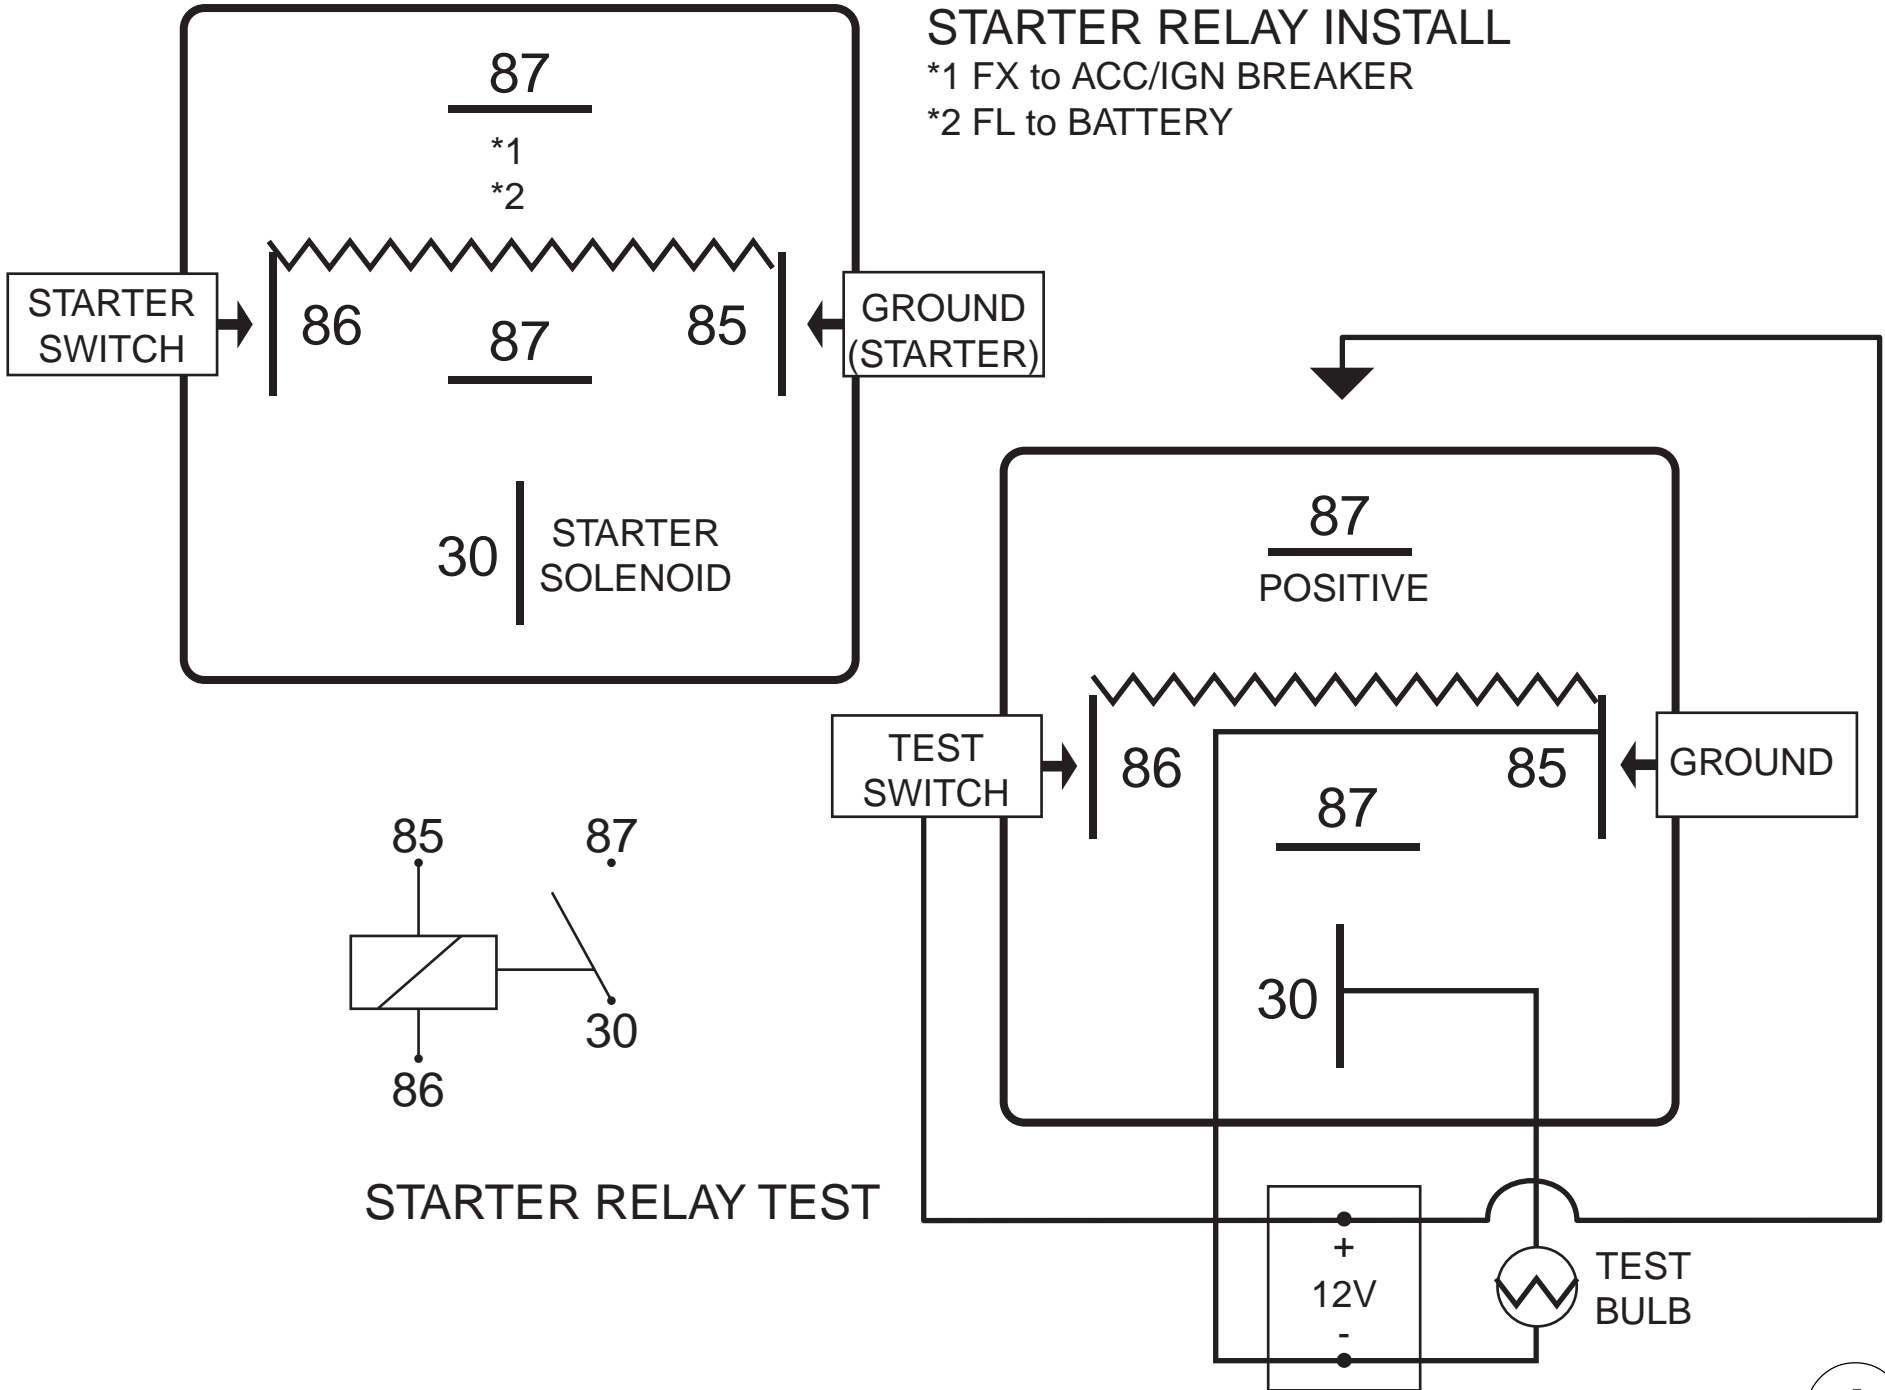 STARTER RELAY INSTALL
*1 FX to ACC/IGN BREAKER
*2 FL to BATTERY
87
*1
*2
STARTER
SWITCH
86
87
85
GROUND
(STARTER)
30
STARTER
SOLENOID
87
POSITIVE
TEST
SWITCH
86
85
GROUND
87
30
85
87
30
86
STARTER RELAY TEST
+
12V
-
TEST
BULB